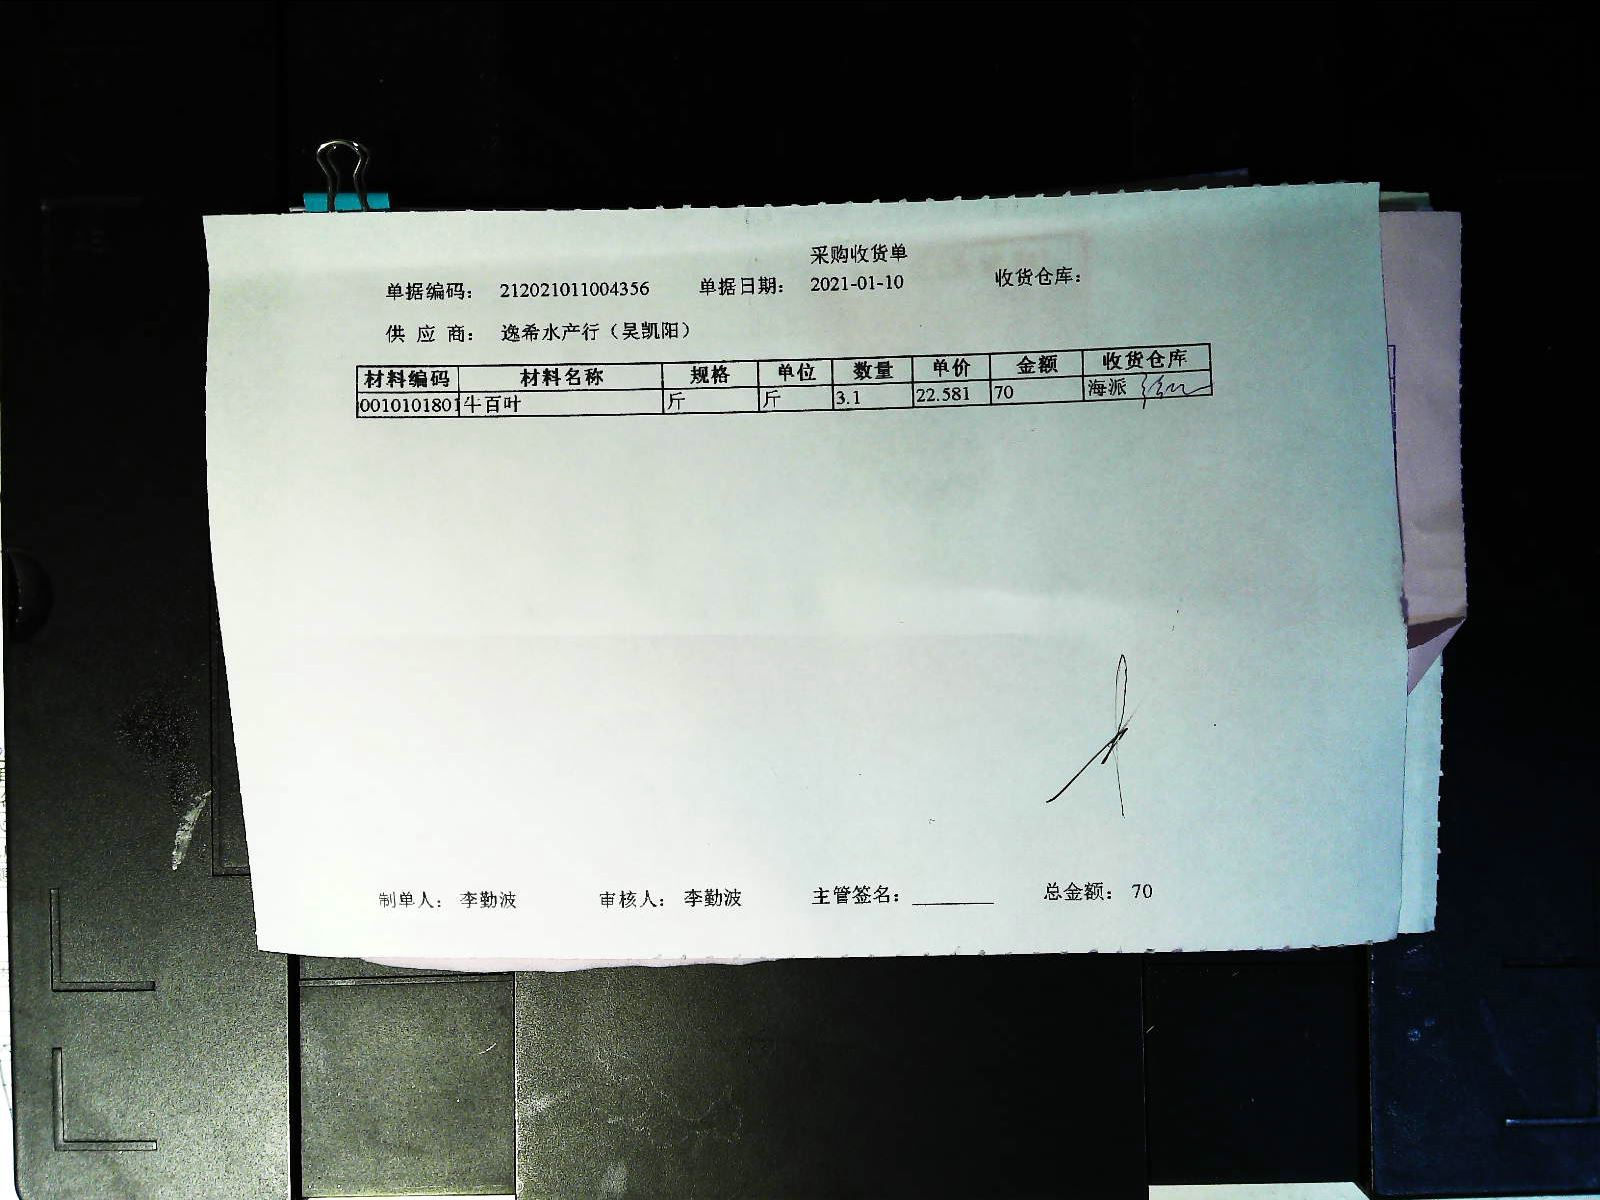 采购收货单
单据编码： 212021011004356 单据日期： 2021-01-10 收货仓库：
供 应 商： 逸希水产行（吴凯阳）
材料编码 材料名称 规格 单位 数量 单价 金额 收货仓库
0010101801 牛百叶 斤 斤 3.1 22.581 70 海派
制单人： 李勤波 审核人： 李勤波 主管签名： 总金额： 70